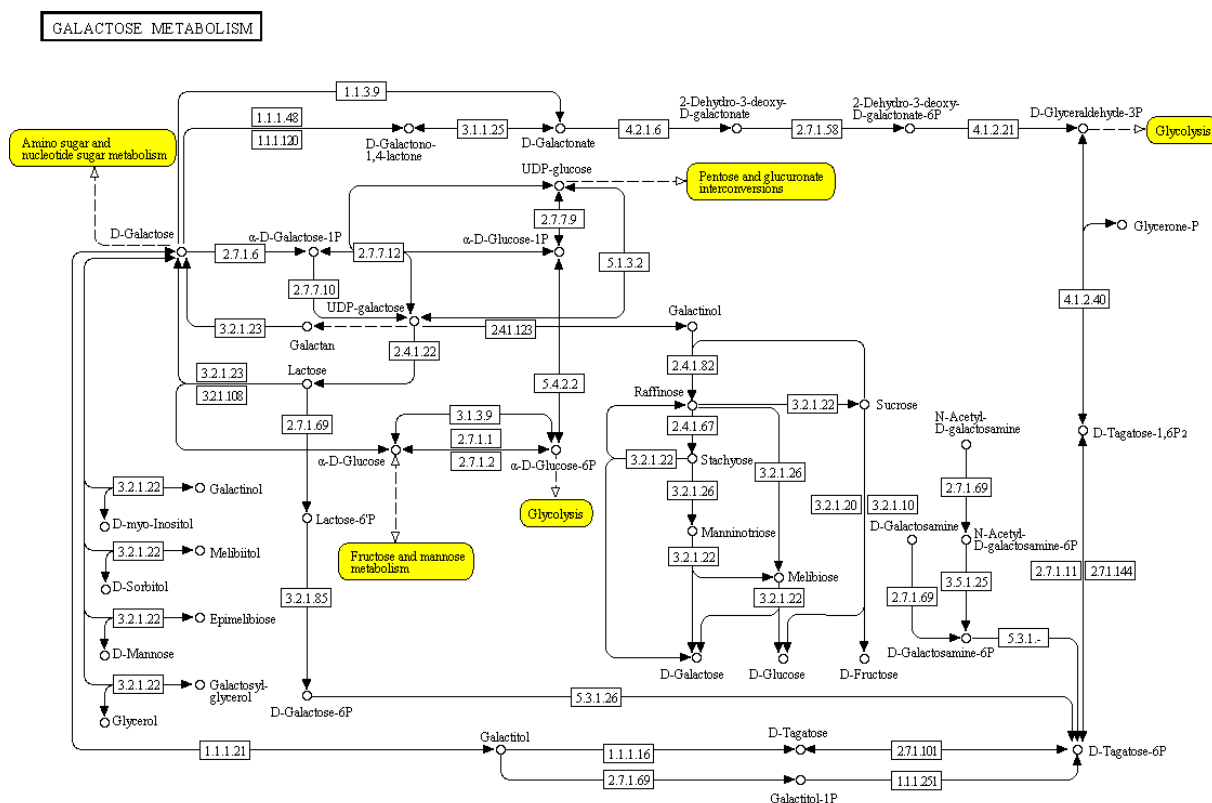 GALACTOSE METABOLISM
1.1.3.9
2-Dehydro-3-deoxy-
D-galactonate
2-Dehydro-3-deoxy-
D-galactonate-6P
D-Glyceraldehyde-3P
1.1.1.48
1.1.1.120
3.1.1.25
4.2.1.6
2.7.1.58
4.1.2.21
Glycolysis
D-Galactono-
1,4-lactone
D-Galactonate
Amino sugar and
nucleotide sugar metabolism
UDP-glucose
Pentose and glucuronate
interconversions
2.7.7.9
D-Galactose
α-D-Galactose-1P
α-D-Glucose-1P
Glycerone-P
2.7.1.6
2.7.7.12
5.1.3.2
2.7.7.10
4.1.2.40
UDP-galactose
Galactinol
3.2.1.23
2.4.1.123
Galactan
2.4.1.22
2.4.1.82
3.2.1.23
3.2.1.108
Lactose
5.4.2.2
Raffinose
3.2.1.22
Sucrose
3.1.3.9
2.7.1.69
2.4.1.67
N-Acetyl-
D-galactosamine
D-Tagatose-1,6P2
2.7.1.1
2.7.1.2
α-D-Glucose
α-D-Glucose-6P
3.2.1.22
Stachyose
3.2.1.26
3.2.1.22
Galactinol
3.2.1.26
2.7.1.69
D-myo-Inositol
Lactose-6'P
Glycolysis
3.2.1.20
3.2.1.10
Manninotriose
D-Galactosamine
N-Acetyl-
D-galactosamine-6P
3.2.1.22
Melibiitol
Fructose and mannose
metabolism
3.2.1.22
D-Sorbitol
Melibiose
2.7.1.11
2.7.1.144
3.5.1.25
3.2.1.85
3.2.1.22
2.7.1.69
3.2.1.22
Epimelibiose
D-Mannose
5.3.1.-
D-Galactose
D-Glucose
D-Fructose
D-Galactosamine-6P
3.2.1.22
Galactosyl-
glycerol
Glycerol
D-Galactose-6P
5.3.1.26
1.1.1.21
Galactitol
1.1.1.16
D-Tagatose
2.7.1.101
D-Tagatose-6P
2.7.1.69
Galactitol-1P
1.1.1.251